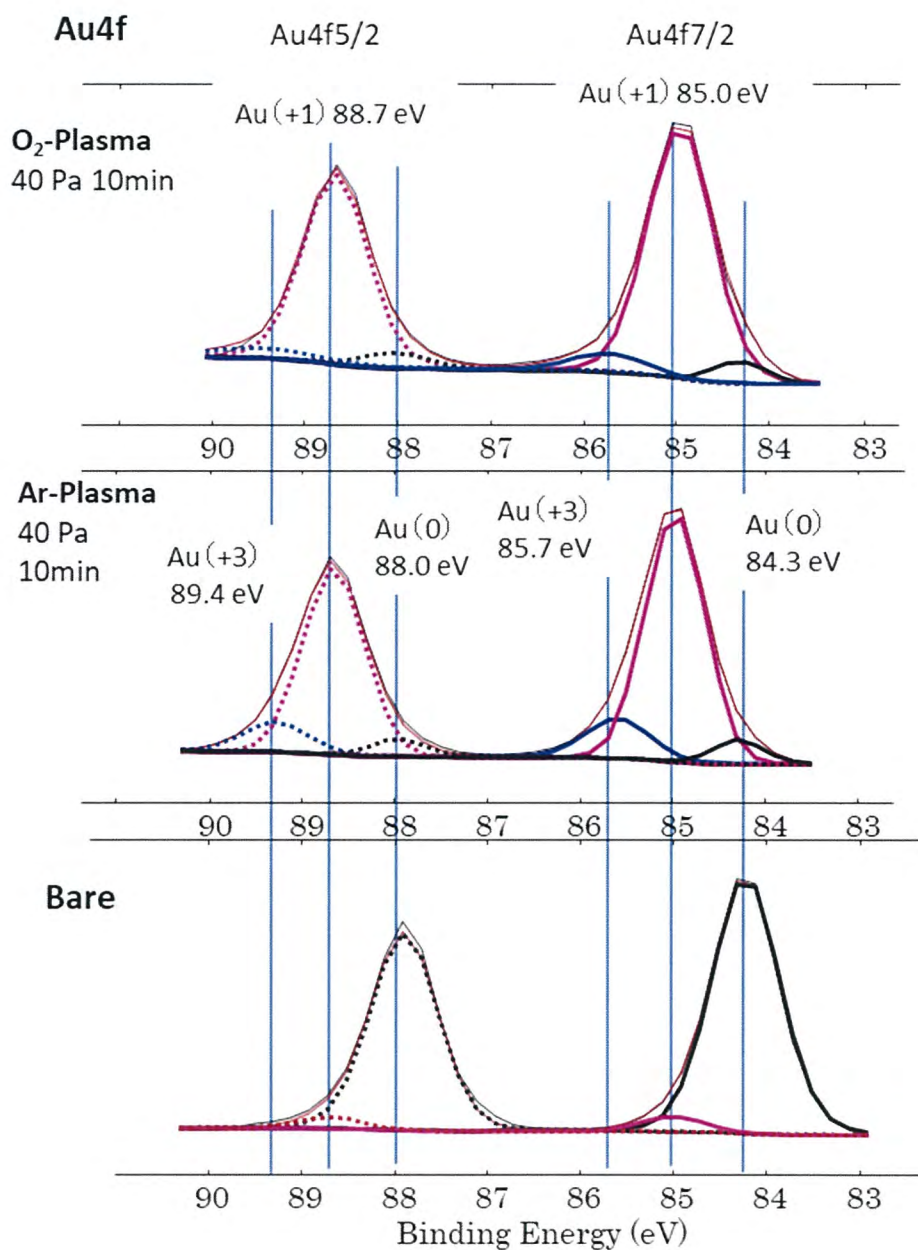 Au4f
Au4f5/2
Au4f7/2
Au(+1) 88.7 eV
Au(+1) 85.0 eV
O₂-Plasma
40 Pa 10min
90 89 88 87 86 85 84 83
Ar-Plasma
40 Pa
10min
Au(+3)
89.4 eV
Au(0)
88.0 eV
Au(+3)
85.7 eV
Au(0)
84.3 eV
90 89 88 87 86 85 84 83
Bare
90 89 88 87 86 85 84 83
Binding Energy (eV)